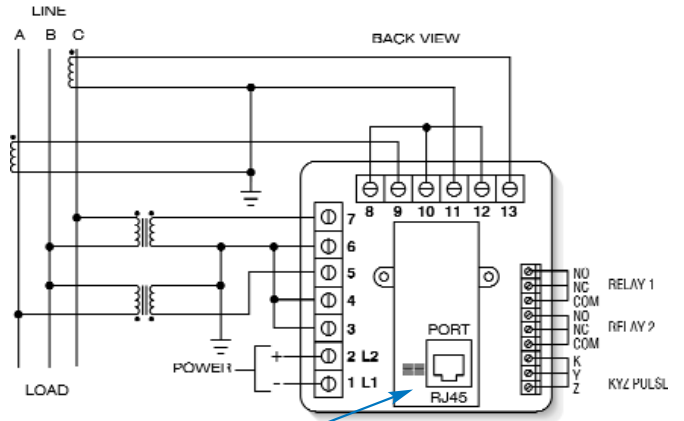 LINE
A B C
BACK VIEW
8 9 10 11 12 13
7
6
5
4
3
2 L2
1 L1
+
-
POWER
LOAD
PORT
RJ45
NO
NC
COM
RELAY 1
NO
NC
COM
RELAY 2
K
Y
Z
KYZ PULSE